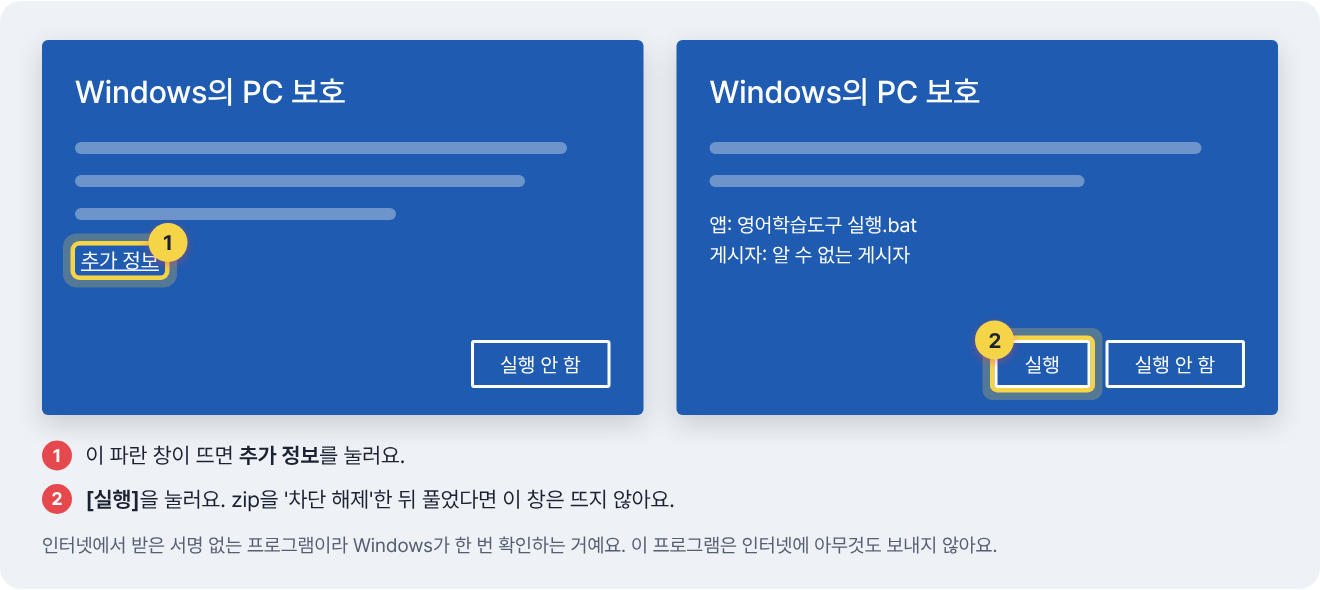 Windows의 PC 보호
추가 정보
1
실행 안 함
Windows의 PC 보호
앱: 영어학습도구 실행.bat
게시자: 알 수 없는 게시자
2
실행
실행 안 함
1 이 파란 창이 뜨면 추가 정보를 눌러요.
2 [실행]을 눌러요. zip을 '차단 해제'한 뒤 풀었다면 이 창은 뜨지 않아요.
인터넷에서 받은 서명 없는 프로그램이라 Windows가 한 번 확인하는 거예요. 이 프로그램은 인터넷에 아무것도 보내지 않아요.